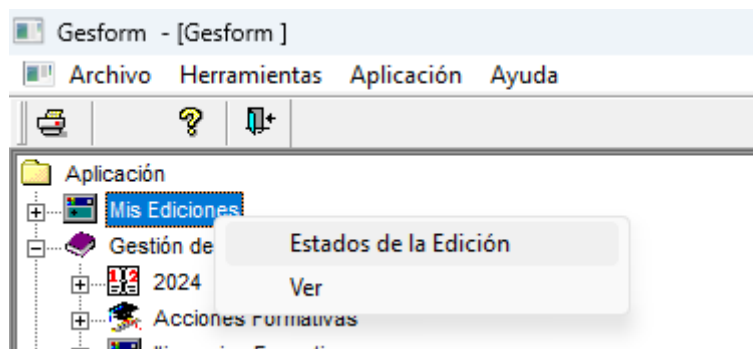 Gesform - [Gesform ]
Archivo Herramientas Aplicación Ayuda
Aplicación
Mis Ediciones
Estados de la Edición
Gestión de
2024
Ver
Acciones Formativas